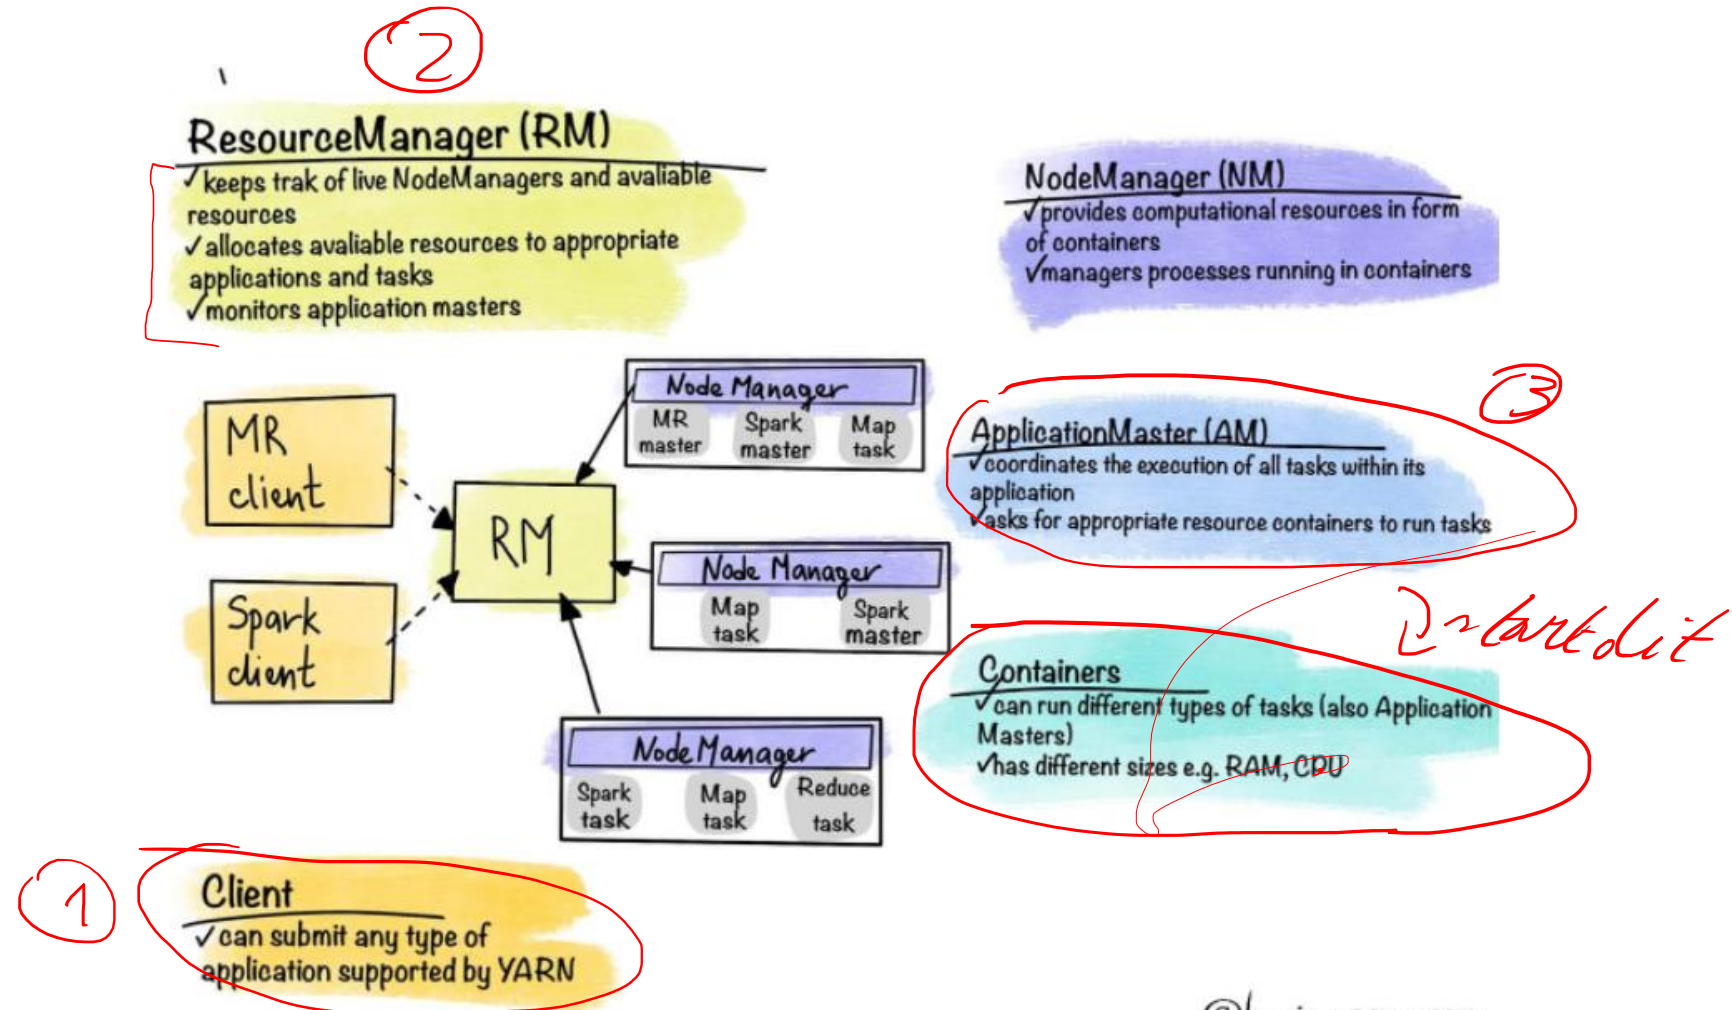 2
ResourceManager (RM)
✓keeps trak of live NodeManagers and avaliable
resources
✓allocates avaliable resources to appropriate
applications and tasks
✓monitors application masters
NodeManager (NM)
✓provides computational resources in form
of containers
✓managers processes running in containers
MR
client
Spark
client
RM
Node Manager
MR
master
Spark
master
Map
task
Node Manager
Map
task
Spark
master
Node Manager
Spark
task
Map
task
Reduce
task
3
ApplicationMaster (AM)
✓coordinates the execution of all tasks within its
application
✓asks for appropriate resource containers to run tasks
Containers
✓can run different types of tasks (also Application
Masters)
✓has different sizes e.g. RAM, CPU
1
Client
✓can submit any type of
application supported by YARN